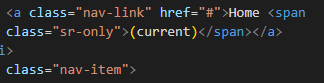 <a class="nav-link" href="#">Home <span
class="sr-only">(current)</span></a>
i>
class="nav-item">